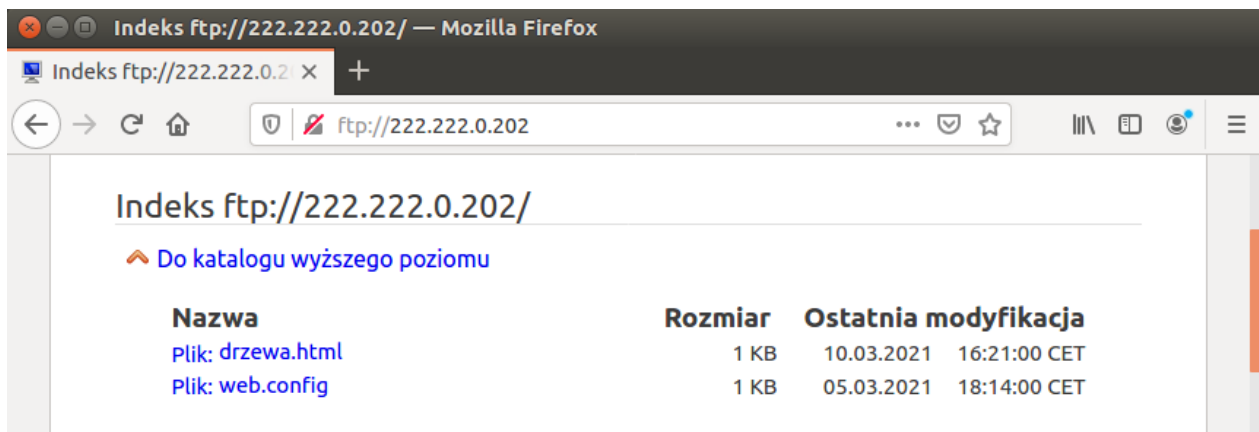 Indeks ftp://222.222.0.202/ — Mozilla Firefox
Indeks ftp://222.222.0.2
ftp://222.222.0.202
Indeks ftp://222.222.0.202/
Do katalogu wyższego poziomu
Nazwa Rozmiar Ostatnia modyfikacja
Plik: drzewa.html 1 KB 10.03.2021 16:21:00 CET
Plik: web.config 1 KB 05.03.2021 18:14:00 CET